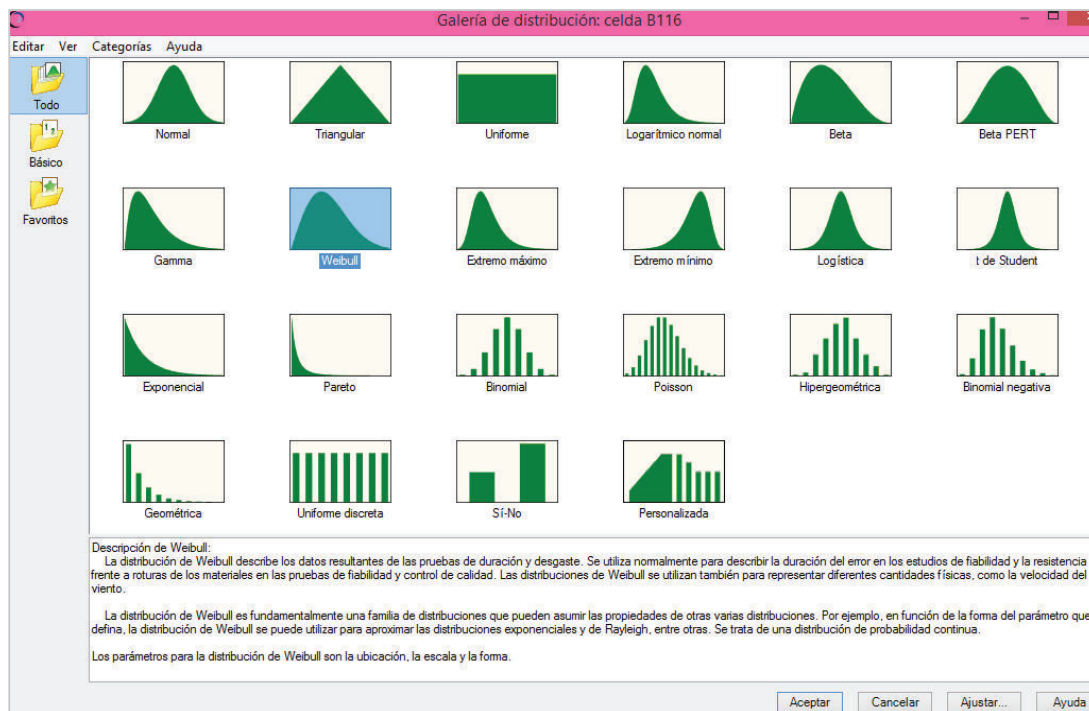 Galería de distribución: celda B116
Editar Ver Categorías Ayuda
Todo
Básico
Favoritos
Normal Triangular Uniforme Logarítmico normal Beta Beta PERT
Gamma Weibull Extremo máximo Extremo mínimo Logística t de Student
Exponencial Pareto Binomial Poisson Hipergeométrica Binomial negativa
Geométrica Uniforme discreta Sí-No Personalizada
Descripción de Weibull:
La distribución de Weibull describe los datos resultantes de las pruebas de duración y desgaste. Se utiliza normalmente para describir la duración del error en los estudios de fiabilidad y la resistencia
frente a roturas de los materiales en las pruebas de fiabilidad y control de calidad. Las distribuciones de Weibull se utilizan también para representar diferentes cantidades físicas, como la velocidad del
viento.
La distribución de Weibull es fundamentalmente una familia de distribuciones que pueden asumir las propiedades de otras varias distribuciones. Por ejemplo, en función de la forma del parámetro que
defina, la distribución de Weibull se puede utilizar para aproximar las distribuciones exponenciales y de Rayleigh, entre otras. Se trata de una distribución de probabilidad continua.
Los parámetros para la distribución de Weibull son la ubicación, la escala y la forma.
Aceptar Cancelar Ajustar... Ayuda